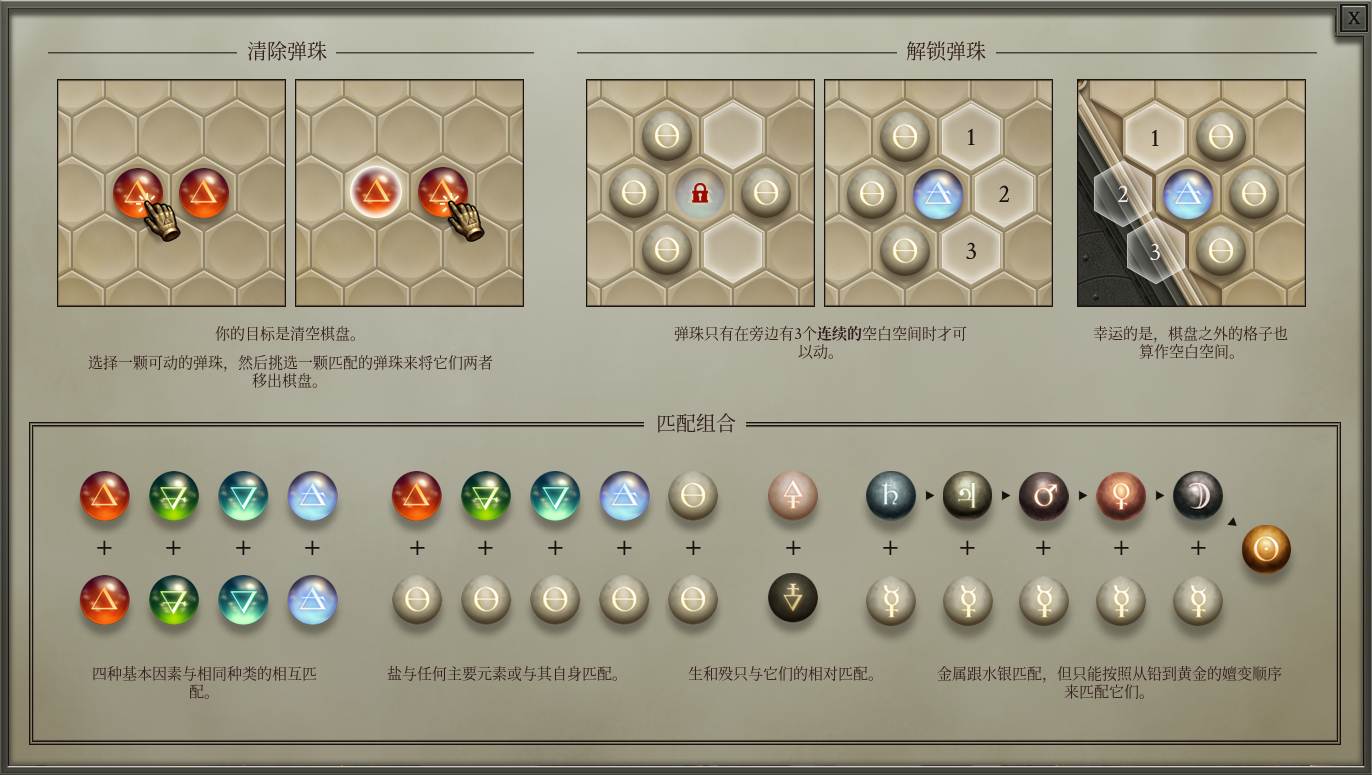 X
清除弹珠
解锁弹珠
1
2
3
1
2
3
你的目标是清空棋盘。
选择一颗可动的弹珠，然后挑选一颗匹配的弹珠来将它们两者
移出棋盘。
弹珠只有在旁边有3个连续的空白空间时才可
以动。
幸运的是，棋盘之外的格子也
算作空白空间。
匹配组合
四种基本因素与相同种类的相互匹
配。
盐与任何主要元素或与其自身匹配。
生和殁只与它们的相对匹配。
金属跟水银匹配，但只能按照从铅到黄金的嬗变顺序
来匹配它们。